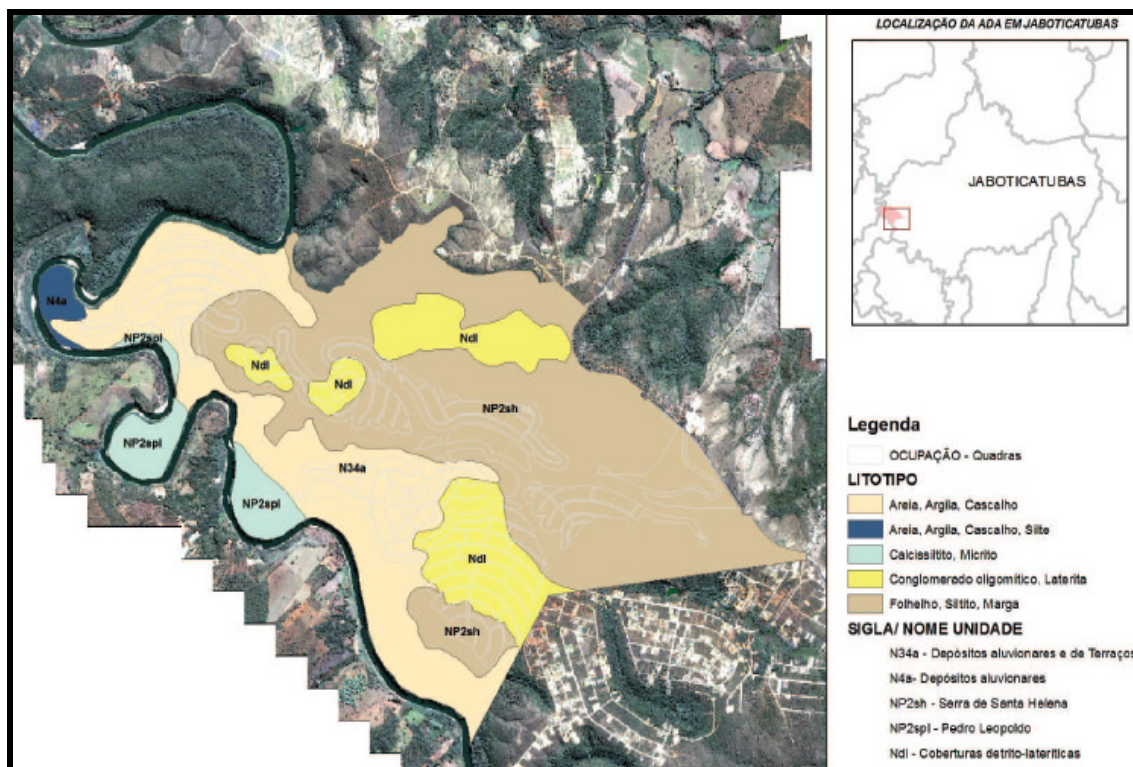 LOCALIZAÇÃO DA ADA EM JABOTICATUBAS
JABOTICATUBAS
N4a
NP2spl
Ndl
Ndl
Ndl
NP2sh
NP2spl
N34a
NP2spl
Ndl
NP2sh
Legenda
OCUPAÇÃO - Quadras
LITOTIPO
Areia, Argila, Cascalho
Areia, Argila, Cascalho, Silte
Calcissiltito, Micrito
Conglomerado oligomítico, Laterita
Folhelho, Siltito, Marga
SIGLA/ NOME UNIDADE
N34a - Depósitos aluvionares e de Terraços
N4a- Depósitos aluvionares
NP2sh - Serra de Santa Helena
NP2spl - Pedro Leopoldo
Ndl - Coberturas detrito-lateríticas